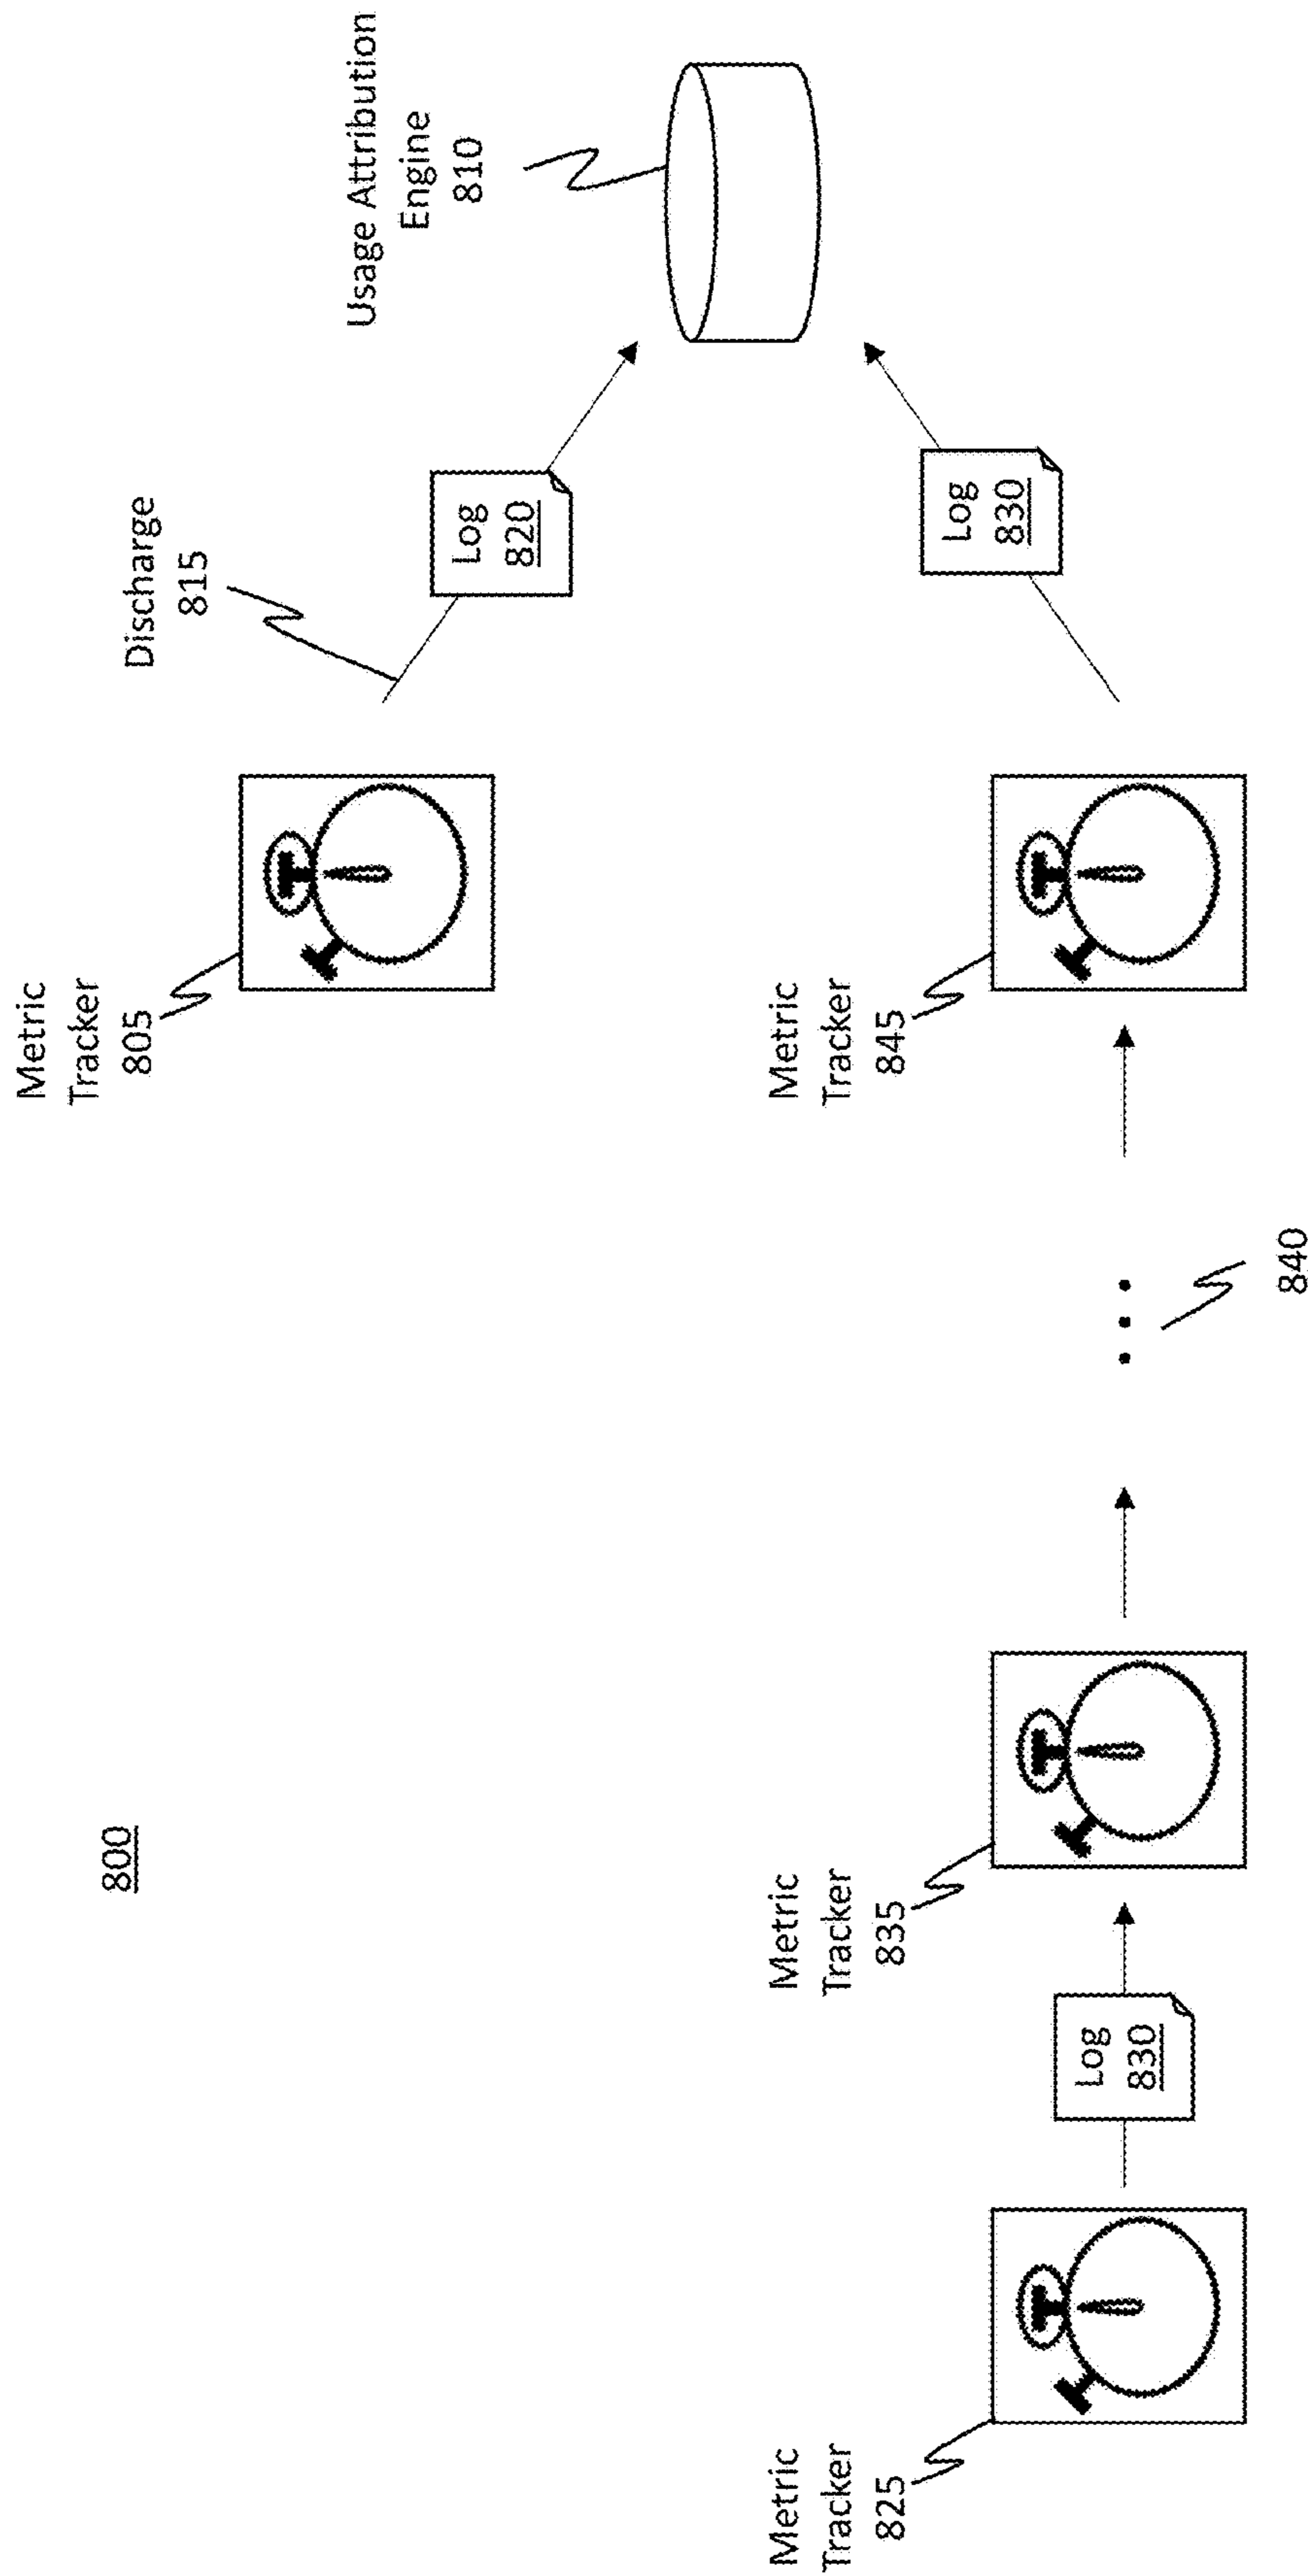 800
Metric
Tracker
805
Discharge
815
Log
820
Usage Attribution
Engine
810
Metric
Tracker
825
Log
830
Metric
Tracker
835
840
Metric
Tracker
845
Log
830